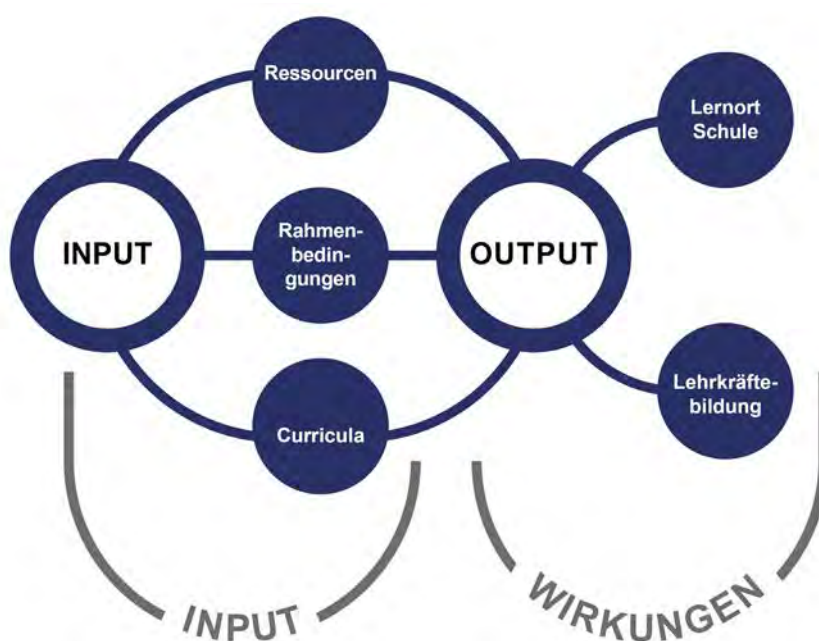 Ressourcen
Lernort
Schule
INPUT
Rahmen-
bedin-
gungen
OUTPUT
Curricula
Lehrkräfte-
bildung
INPUT
WIRKUNGEN